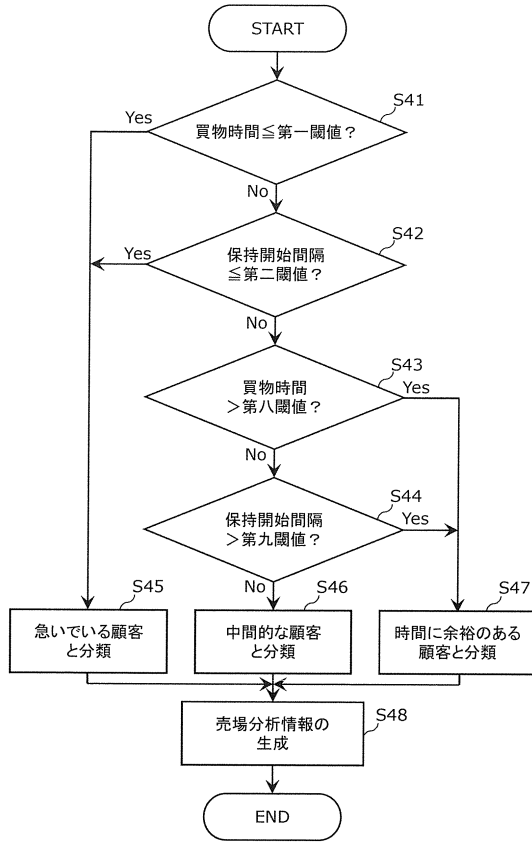 START
S41
Yes
買物時間≦第一閾値?
No
S42
Yes
保持開始間隔
≦第二閾値?
No
S43
買物時間
>第八閾値?
Yes
No
S44
保持開始間隔
>第九閾値?
Yes
No
S45
急いでいる顧客
と分類
S46
中間的な顧客
と分類
S47
時間に余裕のある
顧客と分類
S48
売場分析情報の
生成
END